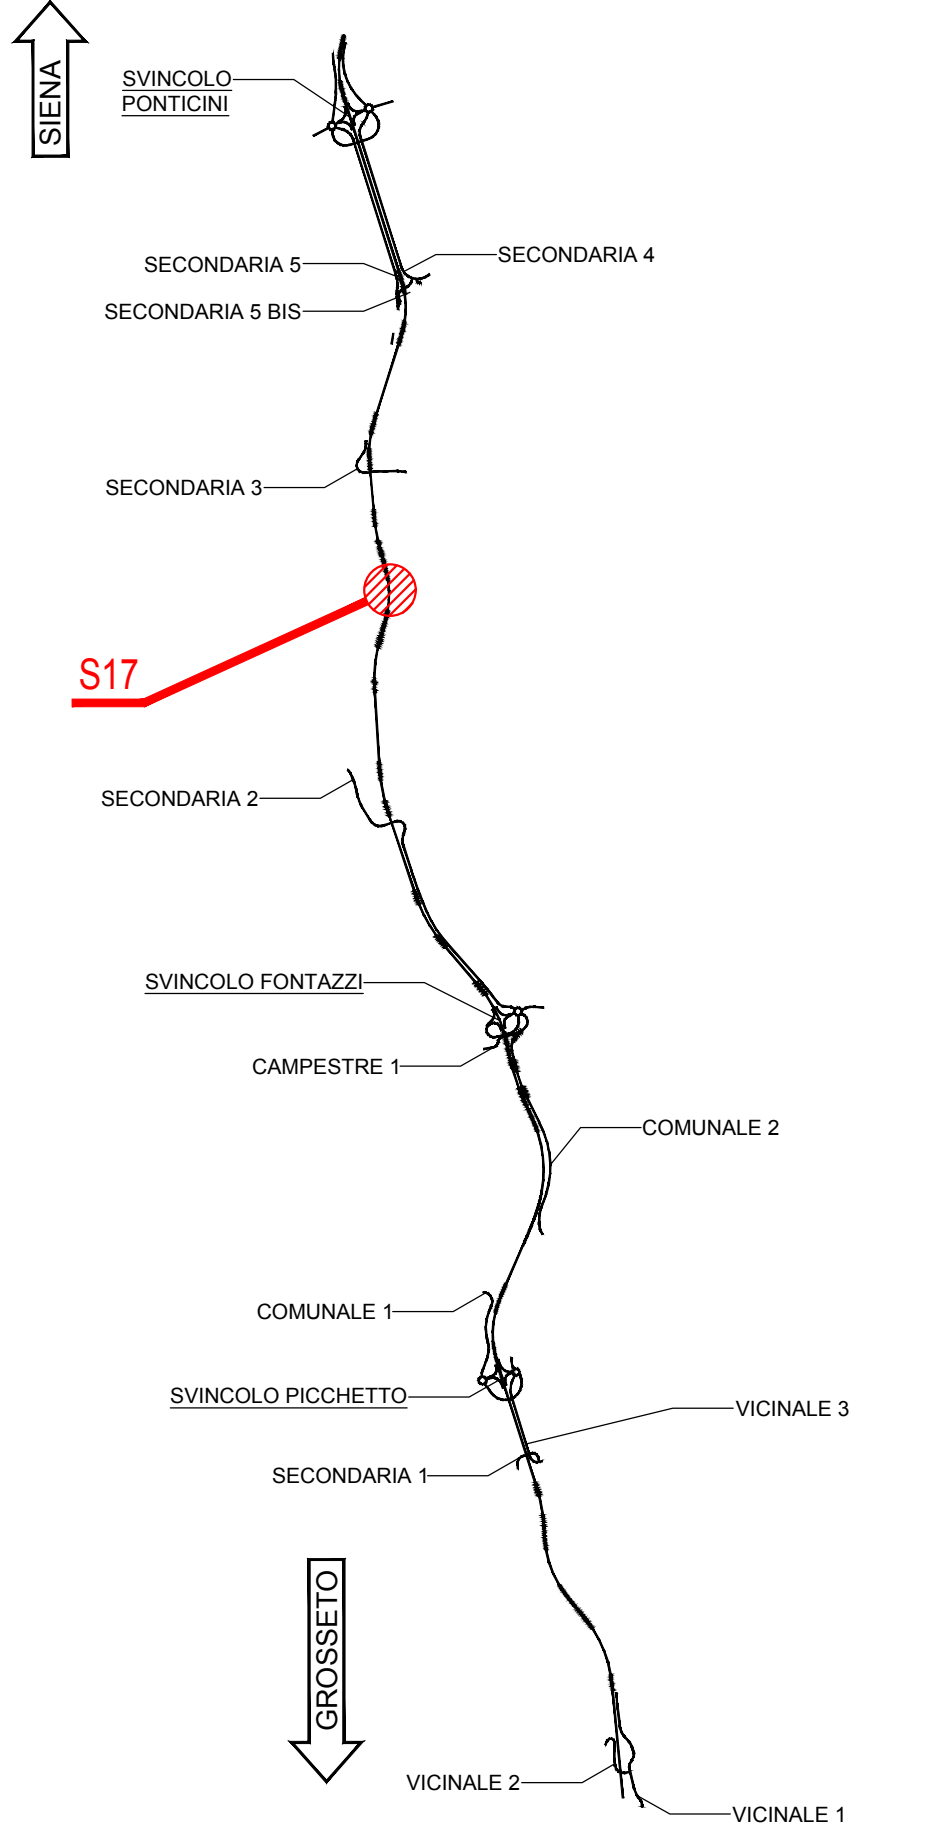 SIENA
SVINCOLO
PONTICINI
SECONDARIA 4
SECONDARIA 5
SECONDARIA 5 BIS
SECONDARIA 3
S17
SECONDARIA 2
SVINCOLO FONTAZZI
CAMPESTRE 1
COMUNALE 2
COMUNALE 1
SVINCOLO PICCHETTO
VICINALE 3
SECONDARIA 1
GROSSETO
VICINALE 2
VICINALE 1